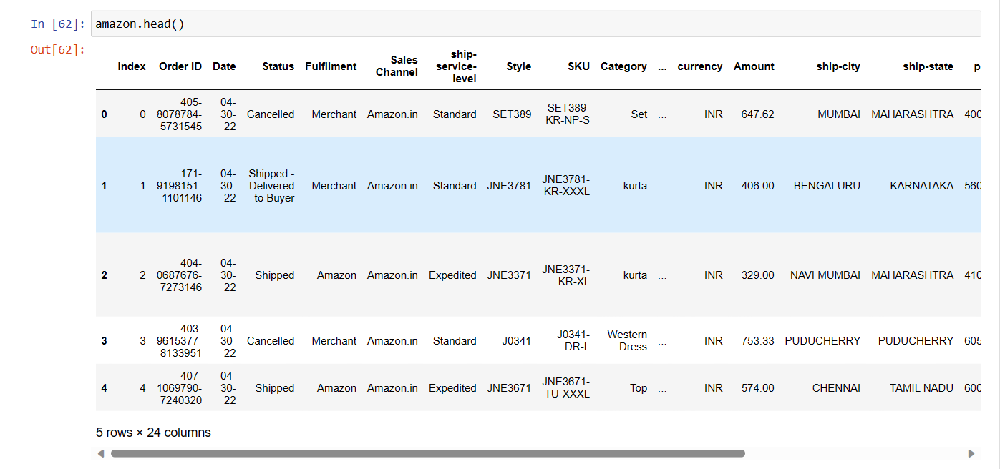 In [62]: amazon.head()
Out[62]:
index Order ID Date Status Fulfilment Sales Channel ship-service-level Style SKU Category ... currency Amount ship-city ship-state
0 0 405-8078784-5731545 04-30-22 Cancelled Merchant Amazon.in Standard SET389 SET389-KR-NP-S Set ... INR 647.62 MUMBAI MAHARASHTRA 400
1 1 171-9198151-1101146 04-30-22 Shipped - Delivered to Buyer Merchant Amazon.in Standard JNE3781 JNE3781-KR-XXXL kurta ... INR 406.00 BENGALURU KARNATAKA 560
2 2 404-0687676-7273146 04-30-22 Shipped Amazon Amazon.in Expedited JNE3371 JNE3371-KR-XL kurta ... INR 329.00 NAVI MUMBAI MAHARASHTRA 410
3 3 403-9615377-8133951 04-30-22 Cancelled Merchant Amazon.in Standard J0341 J0341-DR-L Western Dress ... INR 753.33 PUDUCHERRY PUDUCHERRY 605
4 4 407-1069790-7240320 04-30-22 Shipped Amazon Amazon.in Expedited JNE3671 JNE3671-TU-XXXL Top ... INR 574.00 CHENNAI TAMIL NADU 600
5 rows × 24 columns